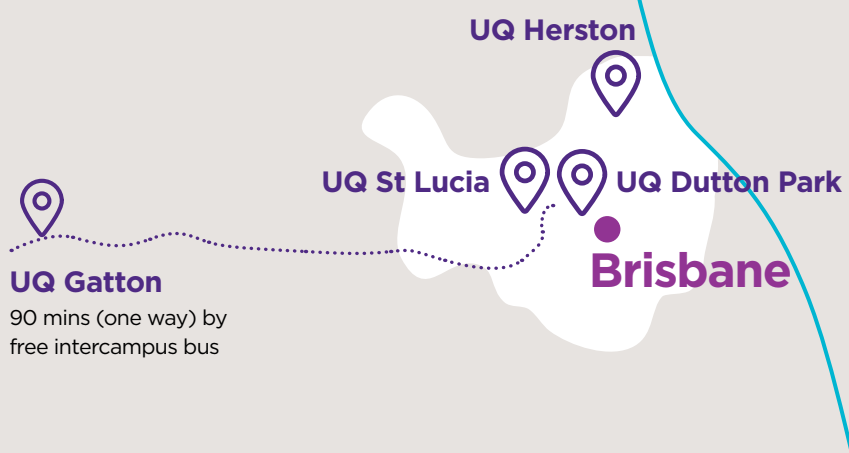 UQ Herston
UQ St Lucia
UQ Dutton Park
Brisbane
UQ Gatton
90 mins (one way) by
free intercampus bus